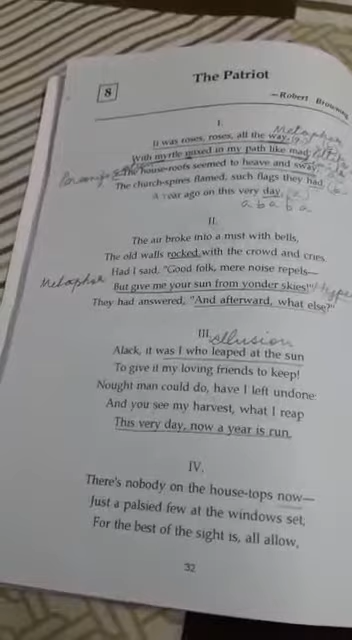 8
The Patriot
—Robert Browning
I.
Metaphor
It was roses, roses, all the way,
With myrtle mixed in my path like mad:
The house-roofs seemed to heave and sway,
The church-spires flamed, such flags they had,
A year ago on this very day.
a b a b a
II.
The air broke into a mist with bells,
The old walls rocked with the crowd and cries.
Had I said, "Good folk, mere noise repels—
Metaphor But give me your sun from yonder skies!"
They had answered, "And afterward, what else?"
III.
allusion
Alack, it was I who leaped at the sun
To give it my loving friends to keep!
Nought man could do, have I left undone:
And you see my harvest, what I reap
This very day, now a year is run.
IV.
There's nobody on the house-tops now—
Just a palsied few at the windows set;
For the best of the sight is, all allow,
32